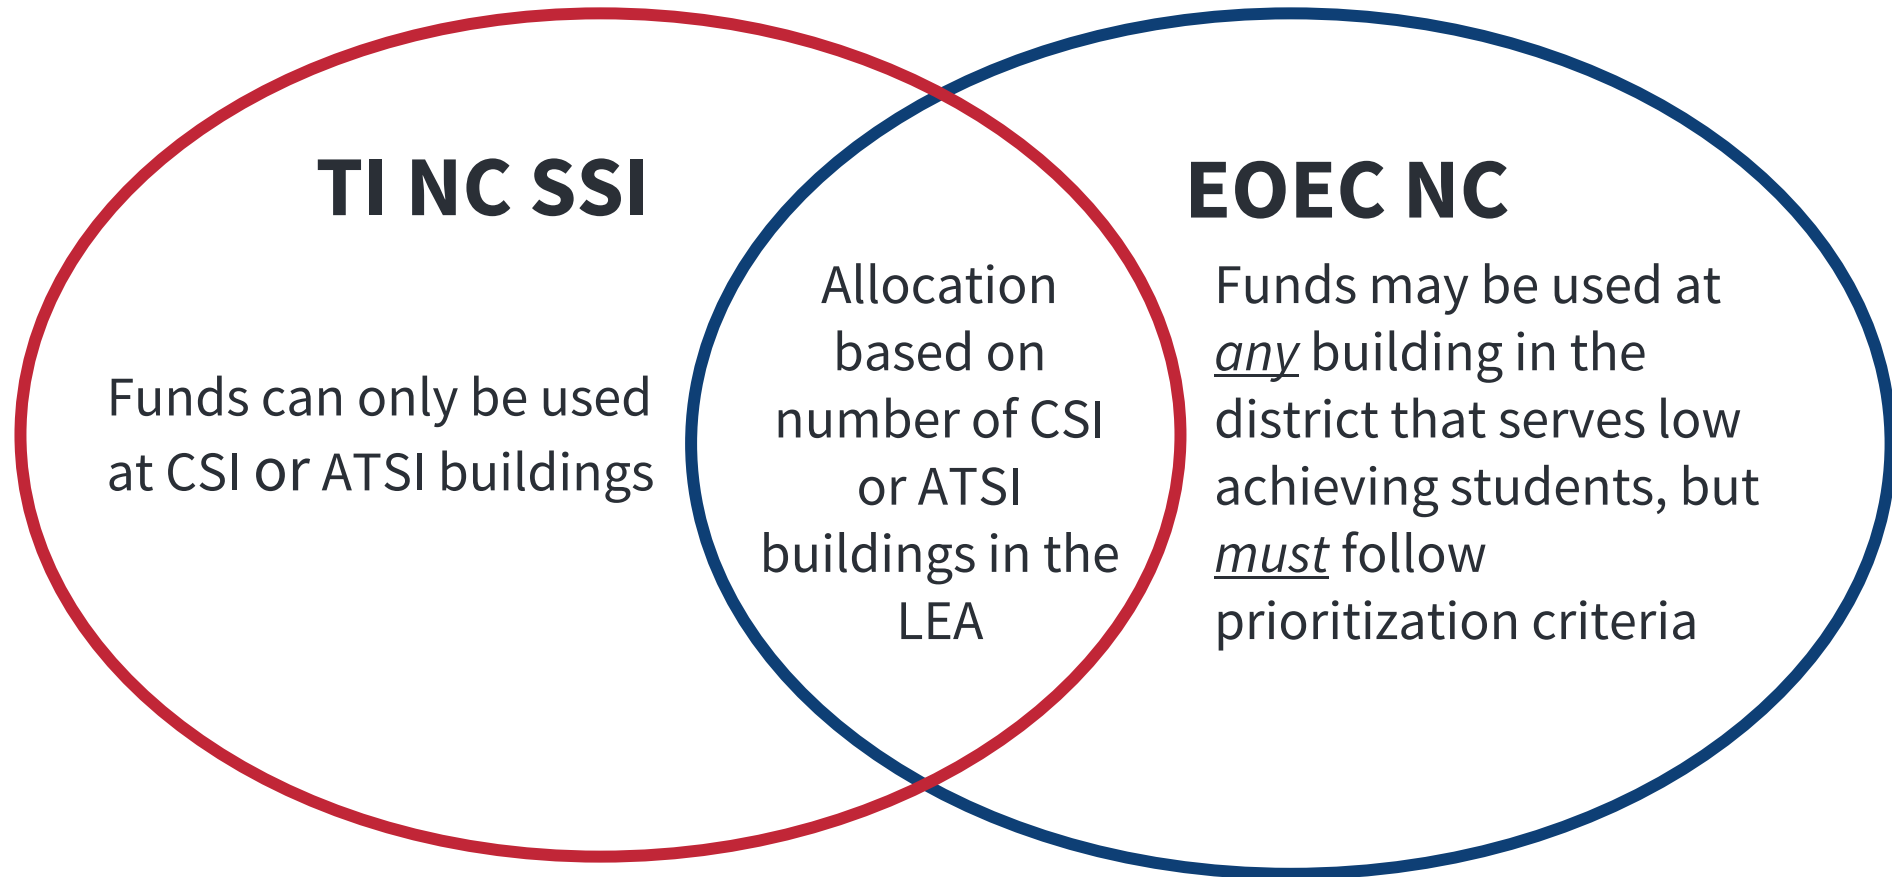 TI NC SSI
Funds can only be used
at CSI or ATSI buildings
Allocation
based on
number of CSI
or ATSI
buildings in the
LEA
EOEC NC
Funds may be used at
any building in the
district that serves low
achieving students, but
must follow
prioritization criteria